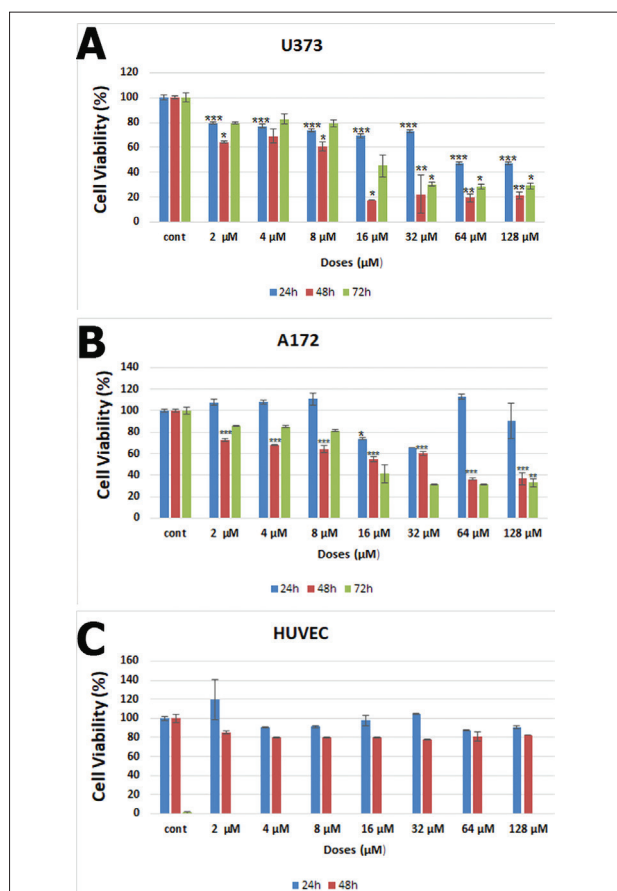 A
U373
Cell Viability (%)
120
100
80
60
40
20
0
*** * *** *** * *** * *** ** * *** ** * *** ** *
cont 2 µM 4 µM 8 µM 16 µM 32 µM 64 µM 128 µM
Doses (µM)
24h 48h 72h
B
A172
Cell Viability (%)
140
120
100
80
60
40
20
0
*** *** *** * *** *** *** *** **
cont 2 µM 4 µM 8 µM 16 µM 32 µM 64 µM 128 µM
Doses (µM)
24h 48h 72h
C
HUVEC
Cell Viability (%)
160
140
120
100
80
60
40
20
0
cont 2 µM 4 µM 8 µM 16 µM 32 µM 64 µM 128 µM
Doses (µM)
24h 48h